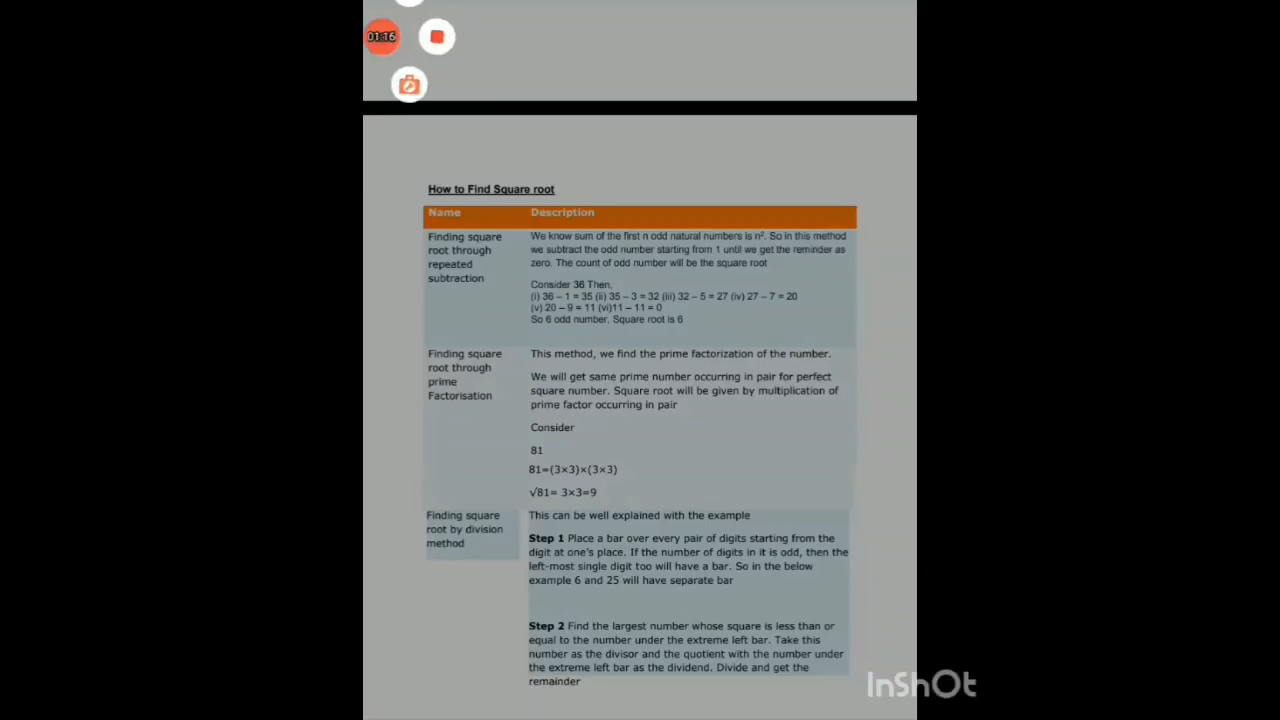 01:16
How to Find Square root
Name Description
Finding square
root through
repeated
subtraction
We know sum of the first n odd natural numbers is n². So in this method
we subtract the odd number starting from 1 until we get the reminder as
zero. The count of odd number will be the square root
Consider 36 Then,
(i) 36 – 1 = 35 (ii) 35 – 3 = 32 (iii) 32 – 5 = 27 (iv) 27 – 7 = 20
(v) 20 – 9 = 11 (vi)11 – 11 = 0
So 6 odd number, Square root is 6
Finding square
root through
prime
Factorisation
This method, we find the prime factorization of the number.
We will get same prime number occurring in pair for perfect
square number. Square root will be given by multiplication of
prime factor occurring in pair
Consider
81
81=(3×3)×(3×3)
√81= 3×3=9
Finding square
root by division
method
This can be well explained with the example
Step 1 Place a bar over every pair of digits starting from the
digit at one's place. If the number of digits in it is odd, then the
left-most single digit too will have a bar. So in the below
example 6 and 25 will have separate bar
Step 2 Find the largest number whose square is less than or
equal to the number under the extreme left bar. Take this
number as the divisor and the quotient with the number under
the extreme left bar as the dividend. Divide and get the
remainder
InShOt